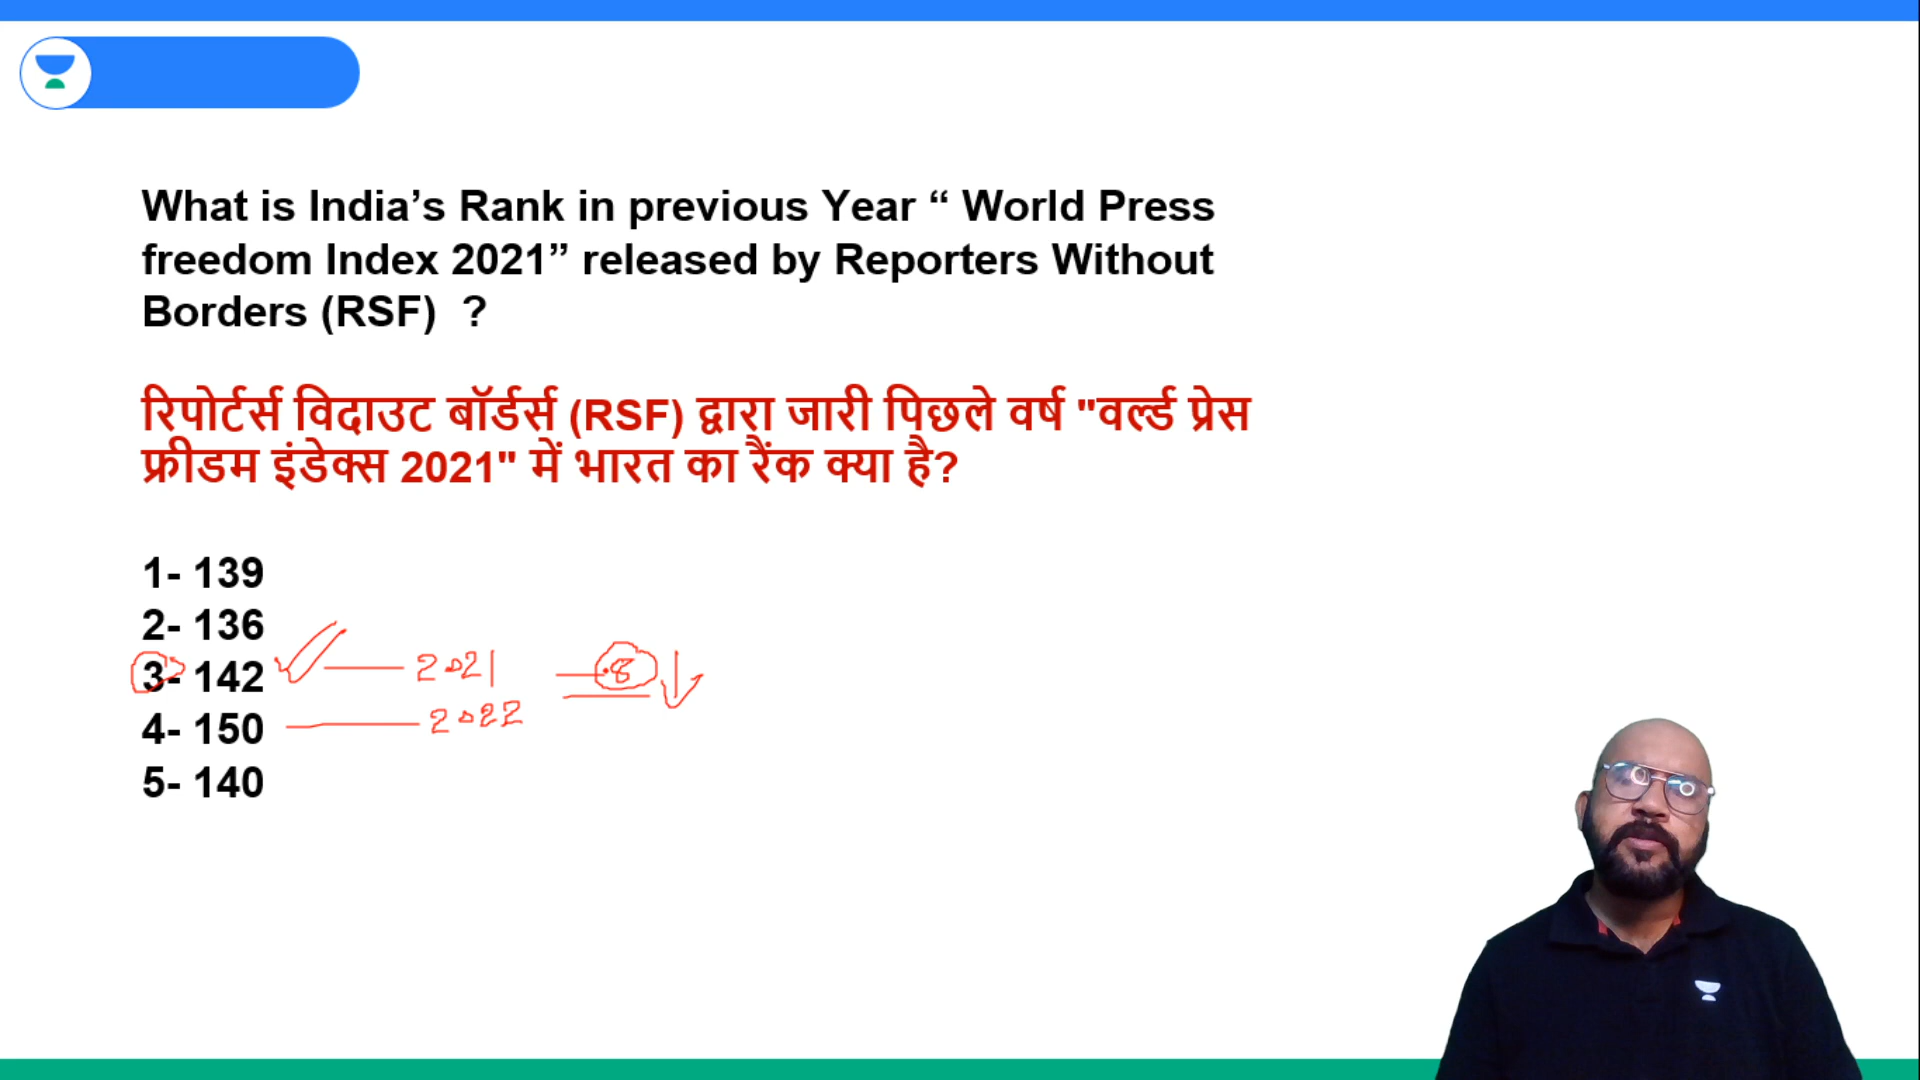 What is India’s Rank in previous Year “ World Press
freedom Index 2021” released by Reporters Without
Borders (RSF)  ?
रिपोर्टर्स विदाउट बॉर्डर्स (RSF) द्वारा जारी पिछले वर्ष "वर्ल्ड प्रेस
फ्रीडम इंडेक्स 2021" में भारत का रैंक क्या है?
1- 139
2- 136
3- 142 2021 8
4- 150 2022
5- 140